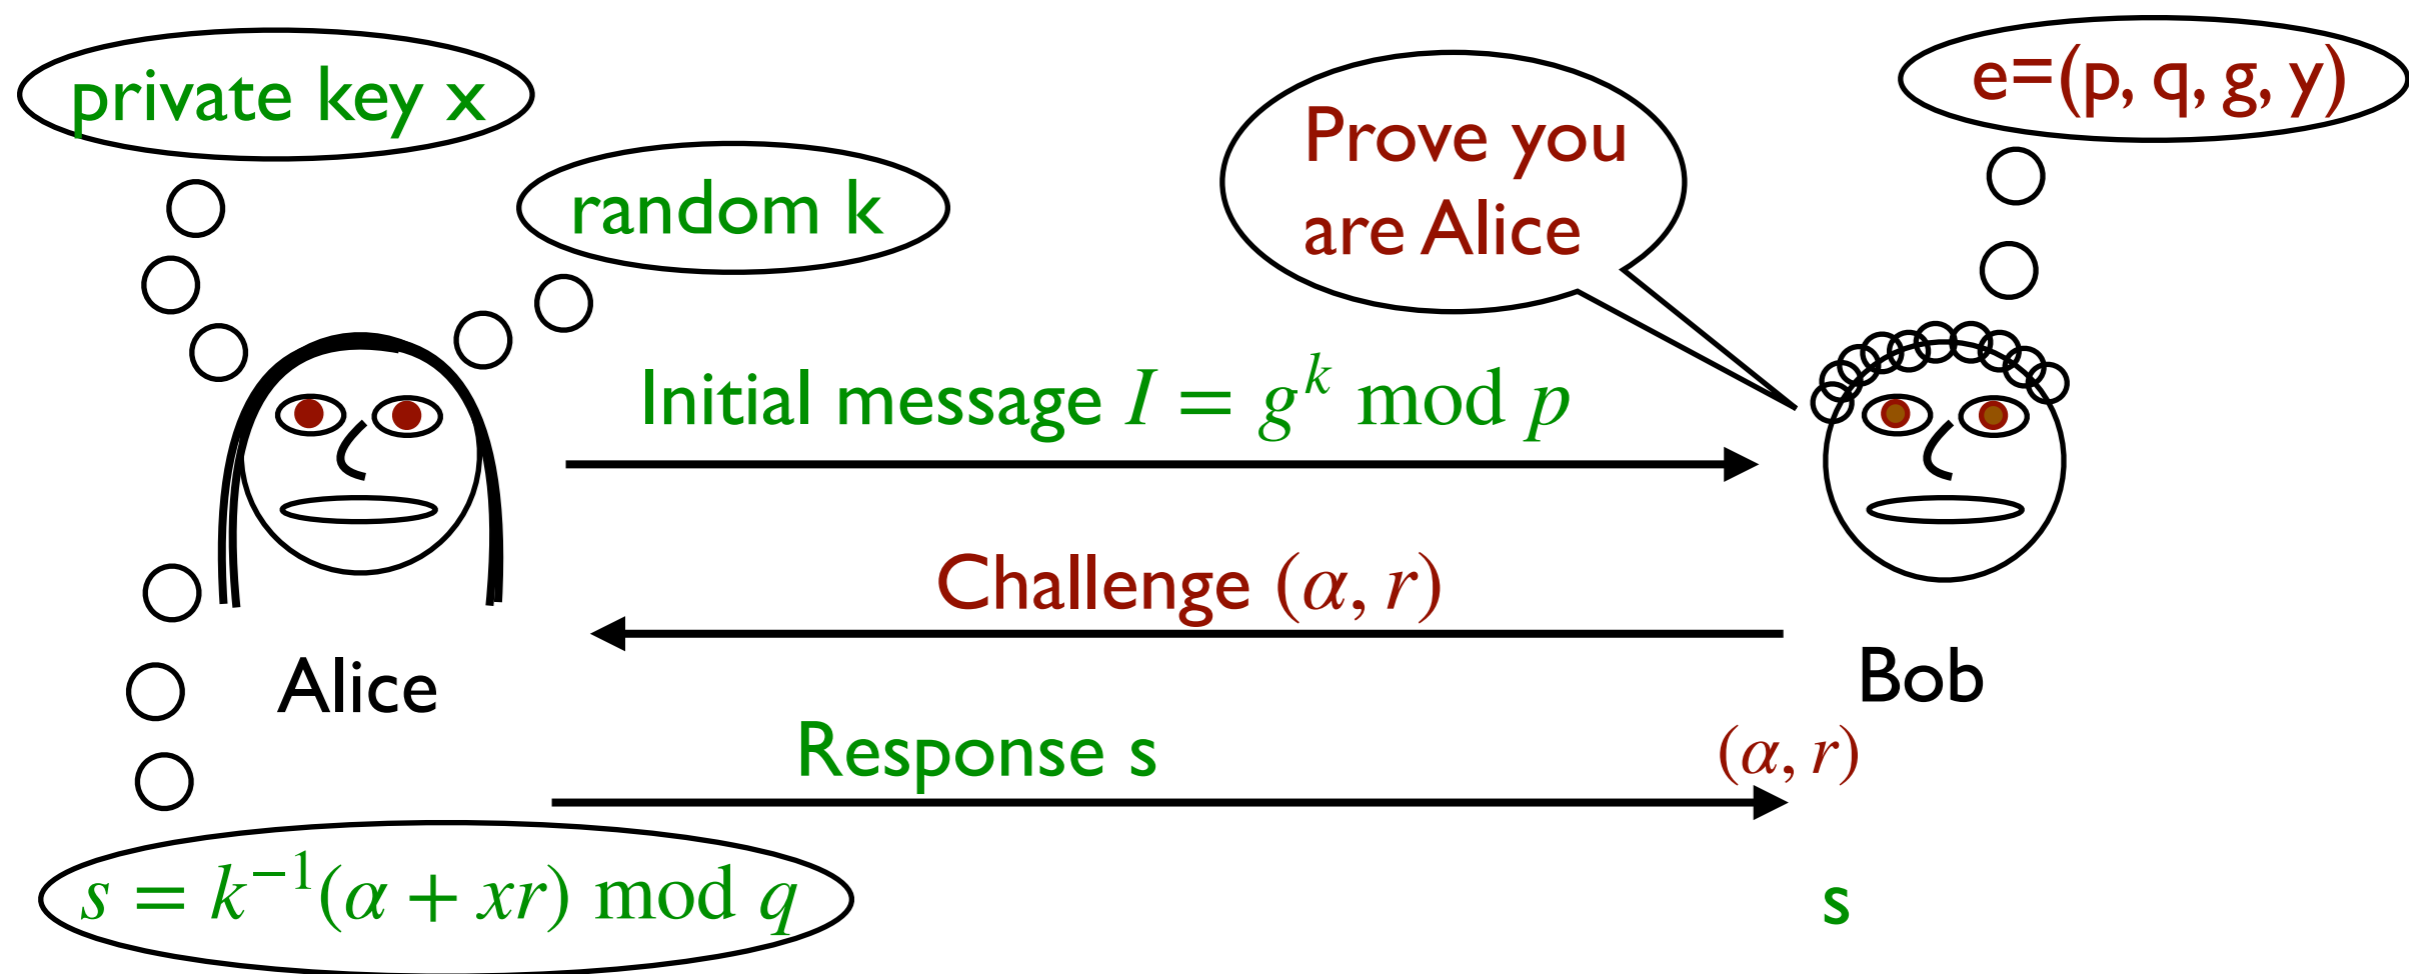 private key x
random k
Prove you
are Alice
e=(p, q, g, y)
Initial message I = g^k mod p
Challenge (α, r)
Alice
Bob
Response s
(α, r)
s = k^{-1}(α + xr) mod q
s